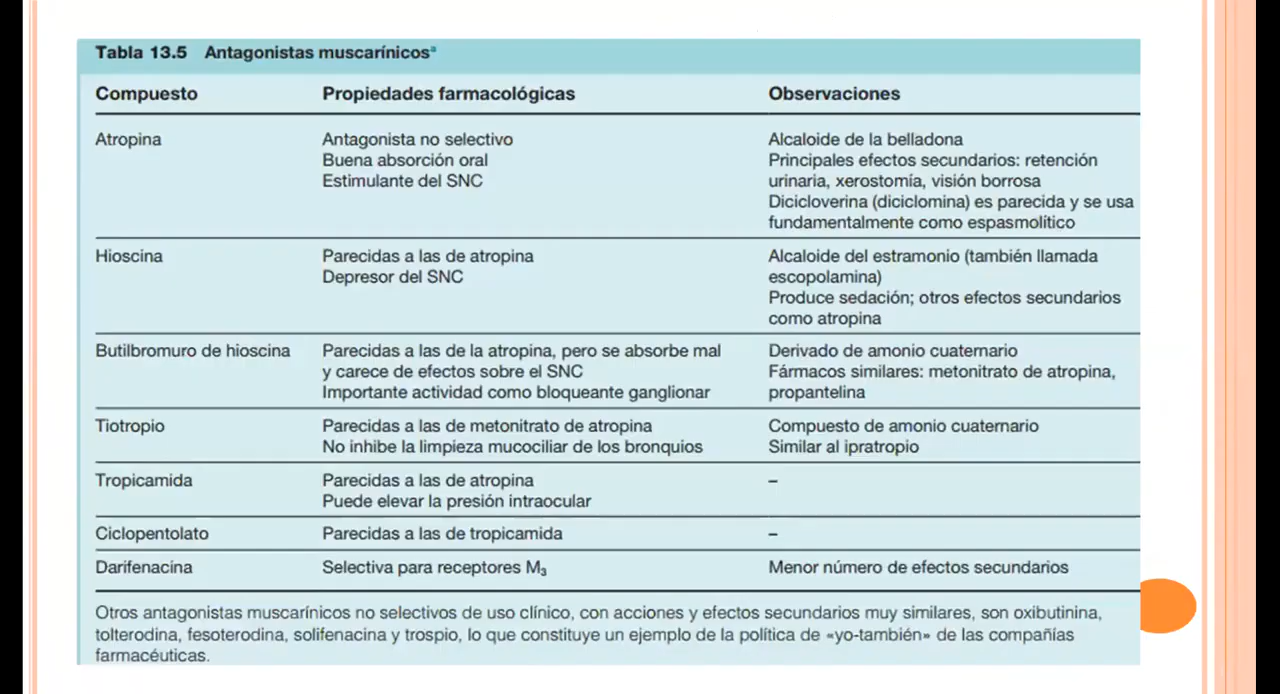 Tabla 13.5 Antagonistas muscarínicosª
Compuesto Propiedades farmacológicas Observaciones
Atropina Antagonista no selectivo Alcaloide de la belladona
Buena absorción oral Principales efectos secundarios: retención
Estimulante del SNC urinaria, xerostomía, visión borrosa
Dicicloverina (diciclomina) es parecida y se usa
fundamentalmente como espasmolítico
Hioscina Parecidas a las de atropina Alcaloide del estramonio (también llamada
Depresor del SNC escopolamina)
Produce sedación; otros efectos secundarios
como atropina
Butilbromuro de hioscina Parecidas a las de la atropina, pero se absorbe mal Derivado de amonio cuaternario
y carece de efectos sobre el SNC Fármacos similares: metonitrato de atropina,
Importante actividad como bloqueante ganglionar propantelina
Tiotropio Parecidas a las de metonitrato de atropina Compuesto de amonio cuaternario
No inhibe la limpieza mucociliar de los bronquios Similar al ipratropio
Tropicamida Parecidas a las de atropina –
Puede elevar la presión intraocular
Ciclopentolato Parecidas a las de tropicamida –
Darifenacina Selectiva para receptores M₃ Menor número de efectos secundarios
Otros antagonistas muscarínicos no selectivos de uso clínico, con acciones y efectos secundarios muy similares, son oxibutinina,
tolterodina, fesoterodina, solifenacina y trospio, lo que constituye un ejemplo de la política de «yo-también» de las compañías
farmacéuticas.